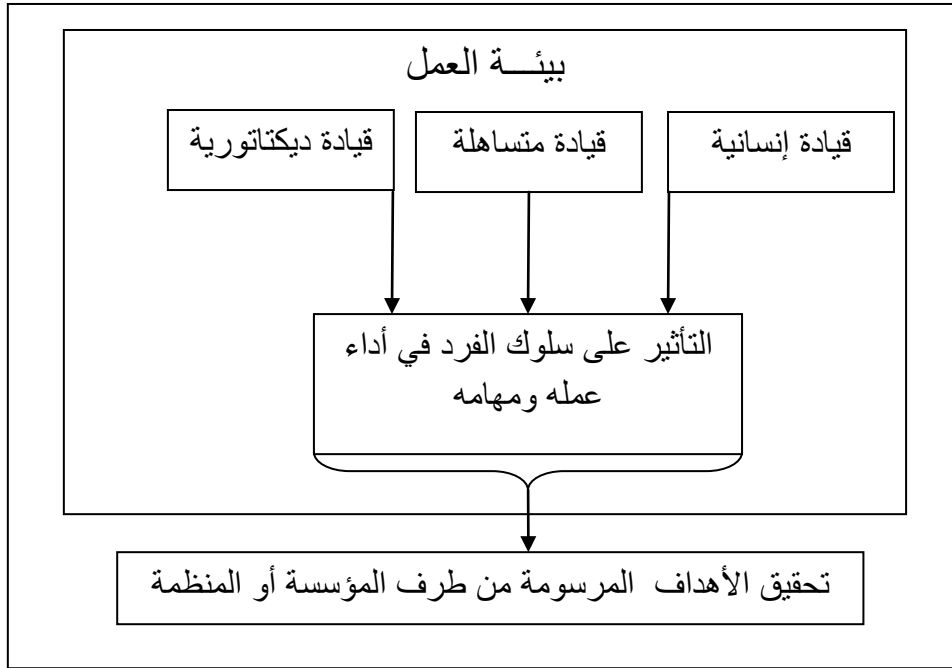 بيئـــة العمل
قيادة إنسانية
قيادة متساهلة
قيادة ديكتاتورية
التأثير على سلوك الفرد في أداء
عمله ومهامه
تحقيق الأهداف المرسومة من طرف المؤسسة أو المنظمة